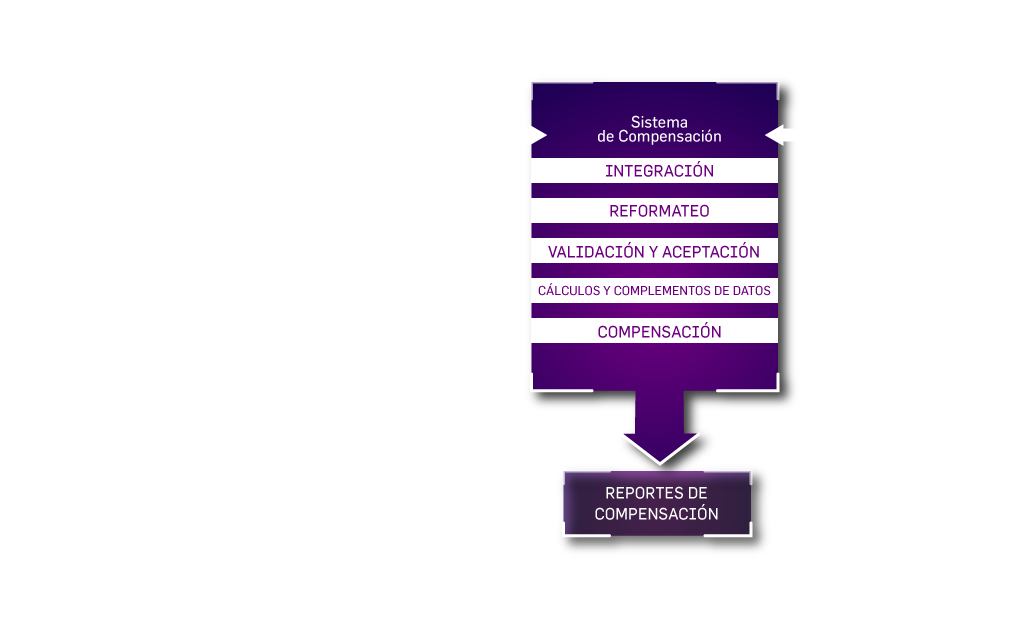 Sistema
de Compensación
INTEGRACIÓN
REFORMATEO
VALIDACIÓN Y ACEPTACIÓN
CÁLCULOS Y COMPLEMENTOS DE DATOS
COMPENSACIÓN
REPORTES DE
COMPENSACIÓN